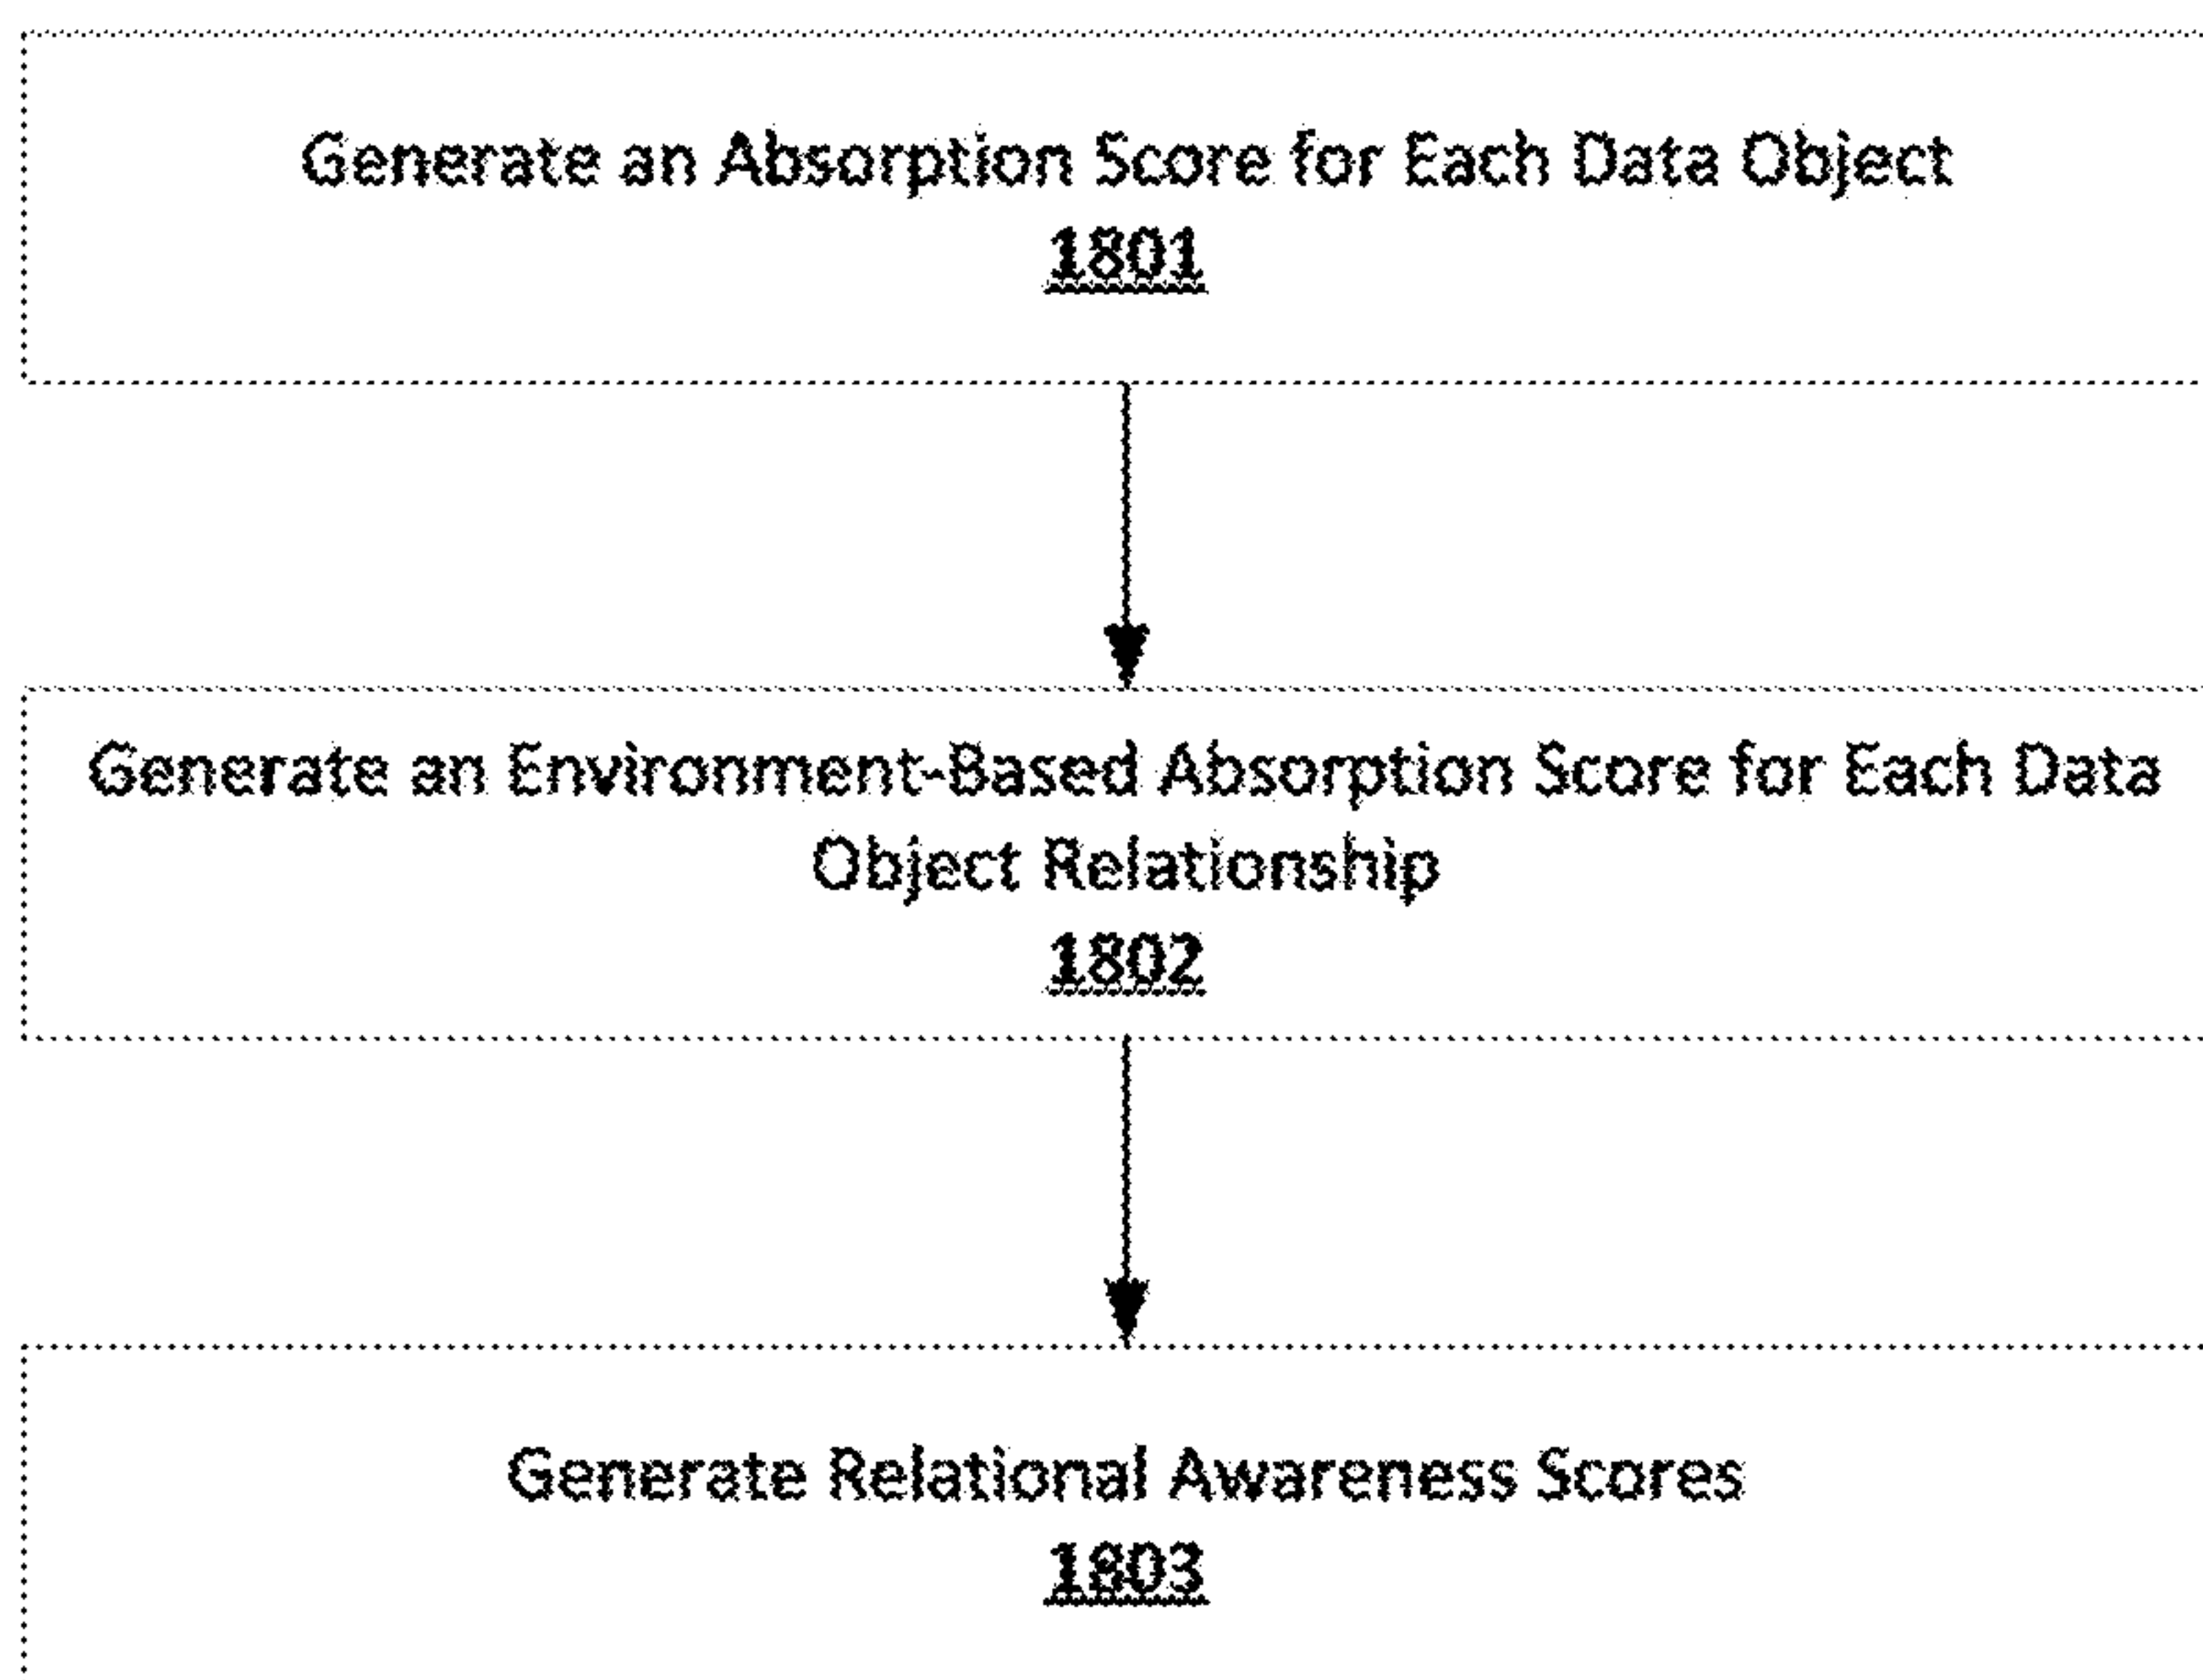 Generate an Absorption Score for Each Data Object
1801
Generate an Environment-Based Absorption Score for Each Data
Object Relationship
1802
Generate Relational Awareness Scores
1803